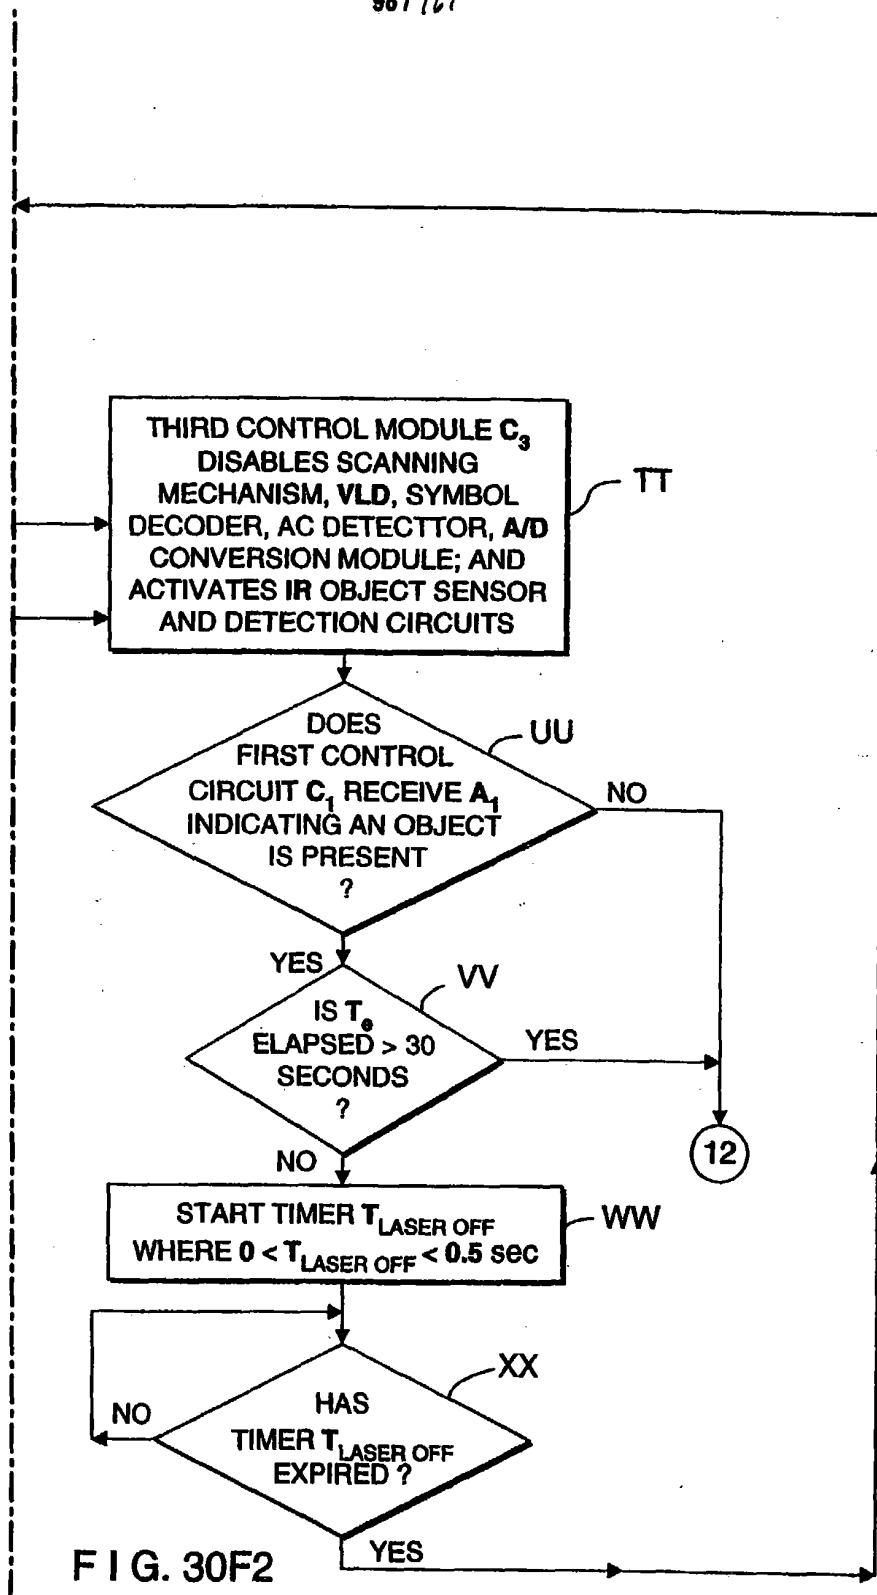 THIRD CONTROL MODULE C3
DISABLES SCANNING
MECHANISM, VLD, SYMBOL
DECODER, AC DETECTTOR, A/D
CONVERSION MODULE; AND
ACTIVATES IR OBJECT SENSOR
AND DETECTION CIRCUITS
TT
DOES
FIRST CONTROL
CIRCUIT C1 RECEIVE A1
INDICATING AN OBJECT
IS PRESENT
?
UU
NO
YES
IS Te
ELAPSED > 30
SECONDS
?
VV
YES
12
NO
START TIMER TLASER OFF
WHERE 0 < TLASER OFF < 0.5 sec
WW
HAS
TIMER TLASER OFF
EXPIRED ?
XX
NO
YES
FIG. 30F2